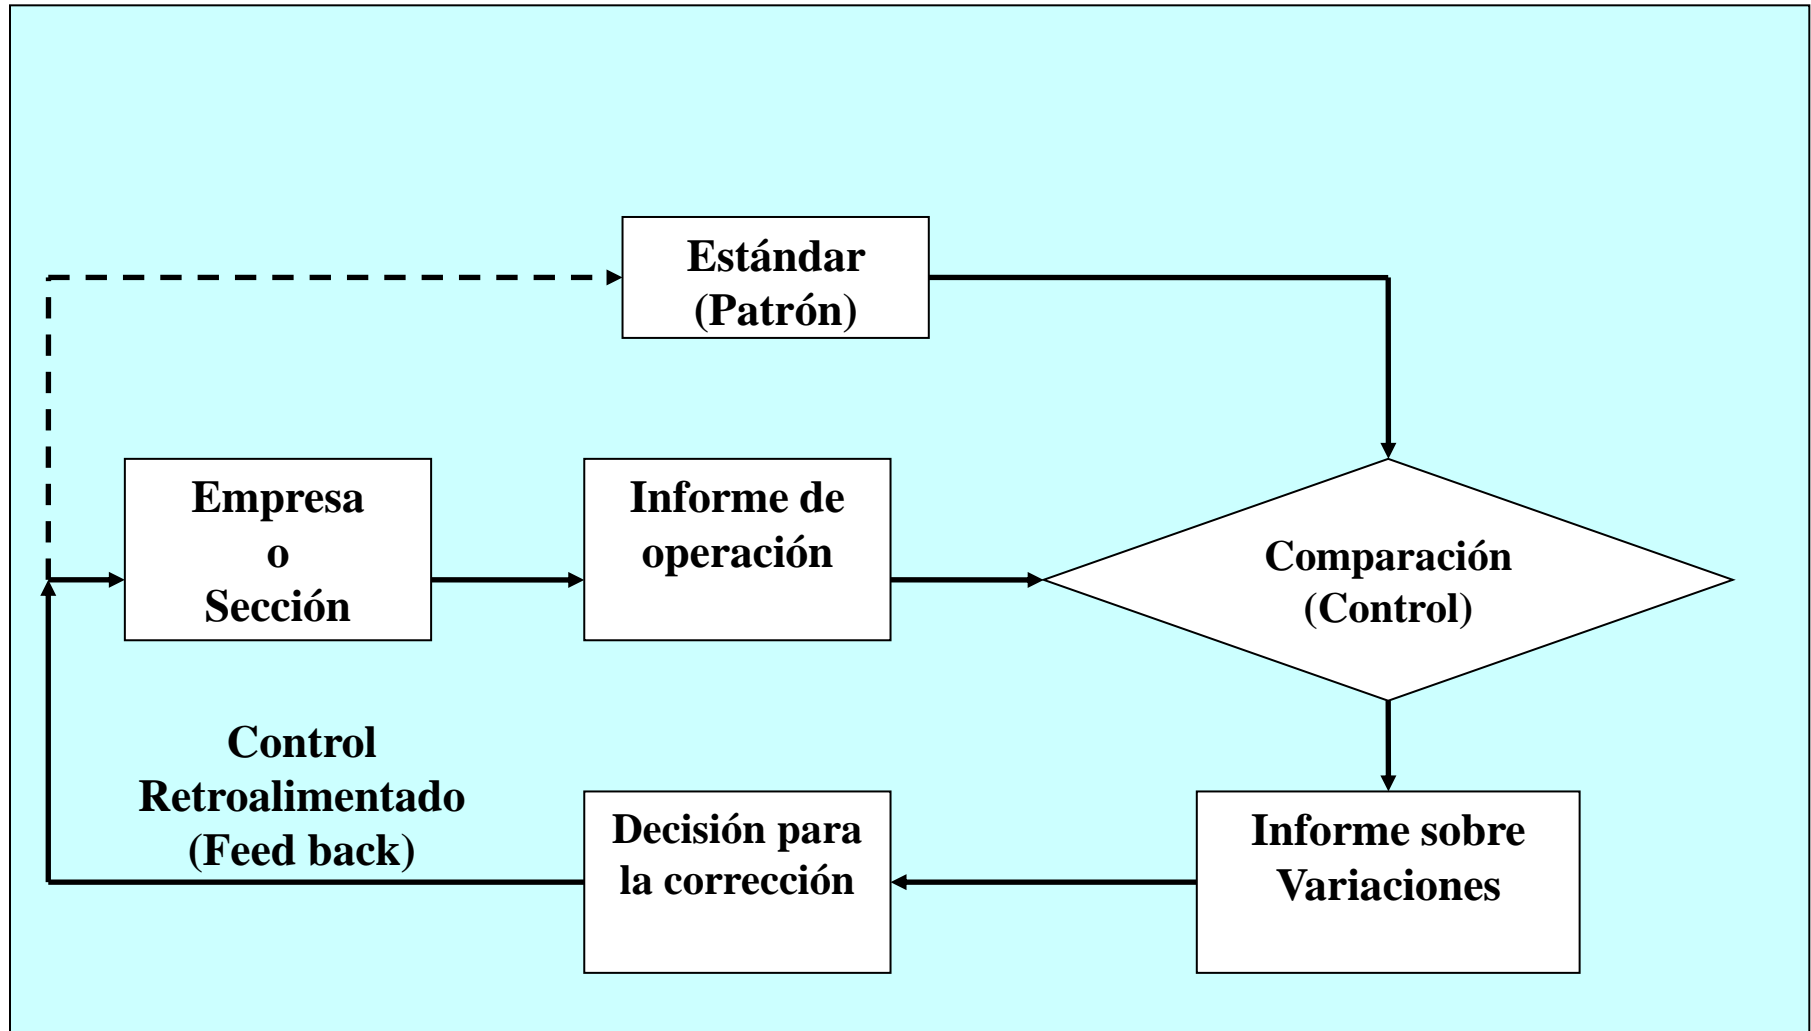 Estándar
(Patrón)
Empresa
o
Sección
Informe de
operación
Comparación
(Control)
Control
Retroalimentado
(Feed back)
Decisión para
la corrección
Informe sobre
Variaciones